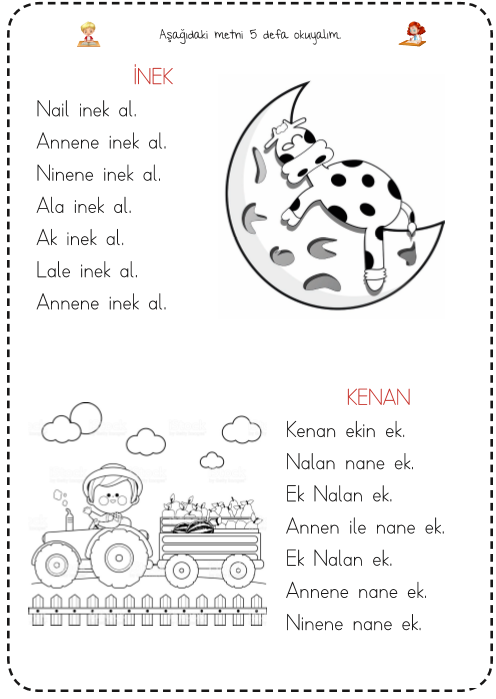 Aşağıdaki metni 5 defa okuyalım.
İNEK
Nail inek al.
Annene inek al.
Ninene inek al.
Ala inek al.
Ak inek al.
Lale inek al.
Annene inek al.
KENAN
Kenan ekin ek.
Nalan nane ek.
Ek Nalan ek.
Annen ile nane ek.
Ek Nalan ek.
Annene nane ek.
Ninene nane ek.